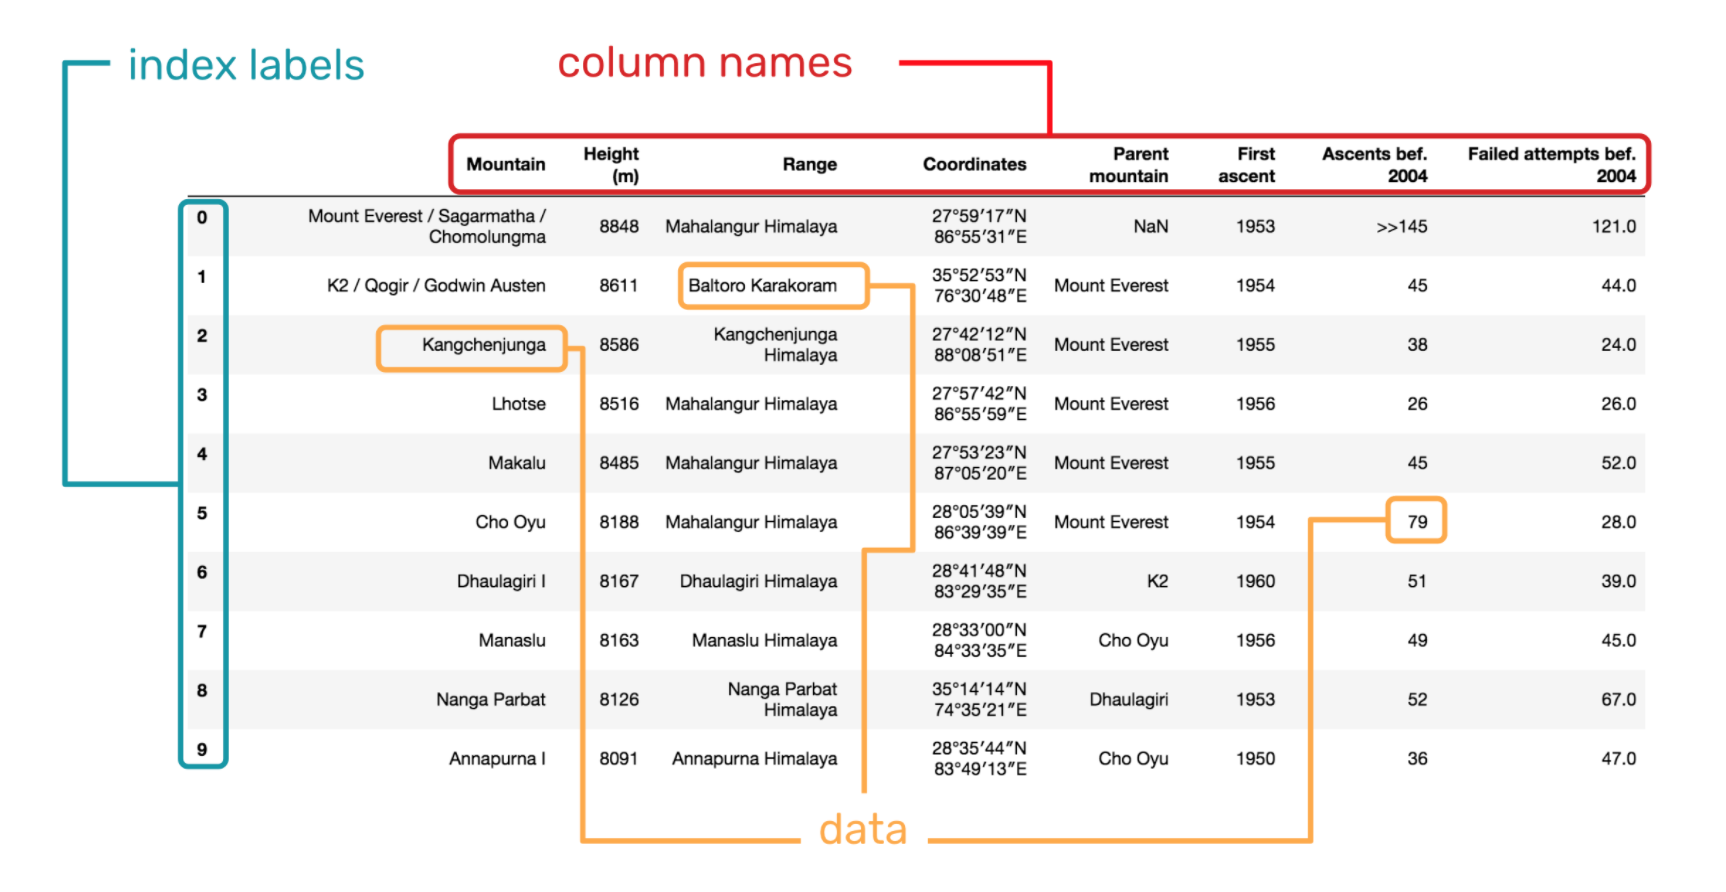 index labels
column names
Mountain Height (m) Range Coordinates Parent mountain First ascent Ascents bef. 2004 Failed attempts bef. 2004
0 Mount Everest / Sagarmatha / Chomolungma 8848 Mahalangur Himalaya 27°59′17″N 86°55′31″E NaN 1953 >>145 121.0
1 K2 / Qogir / Godwin Austen 8611 Baltoro Karakoram 35°52′53″N 76°30′48″E Mount Everest 1954 45 44.0
2 Kangchenjunga 8586 Kangchenjunga Himalaya 27°42′12″N 88°08′51″E Mount Everest 1955 38 24.0
3 Lhotse 8516 Mahalangur Himalaya 27°57′42″N 86°55′59″E Mount Everest 1956 26 26.0
4 Makalu 8485 Mahalangur Himalaya 27°53′23″N 87°05′20″E Mount Everest 1955 45 52.0
5 Cho Oyu 8188 Mahalangur Himalaya 28°05′39″N 86°39′39″E Mount Everest 1954 79 28.0
6 Dhaulagiri I 8167 Dhaulagiri Himalaya 28°41′48″N 83°29′35″E K2 1960 51 39.0
7 Manaslu 8163 Manaslu Himalaya 28°33′00″N 84°33′35″E Cho Oyu 1956 49 45.0
8 Nanga Parbat 8126 Nanga Parbat Himalaya 35°14′14″N 74°35′21″E Dhaulagiri 1953 52 67.0
9 Annapurna I 8091 Annapurna Himalaya 28°35′44″N 83°49′13″E Cho Oyu 1950 36 47.0
data